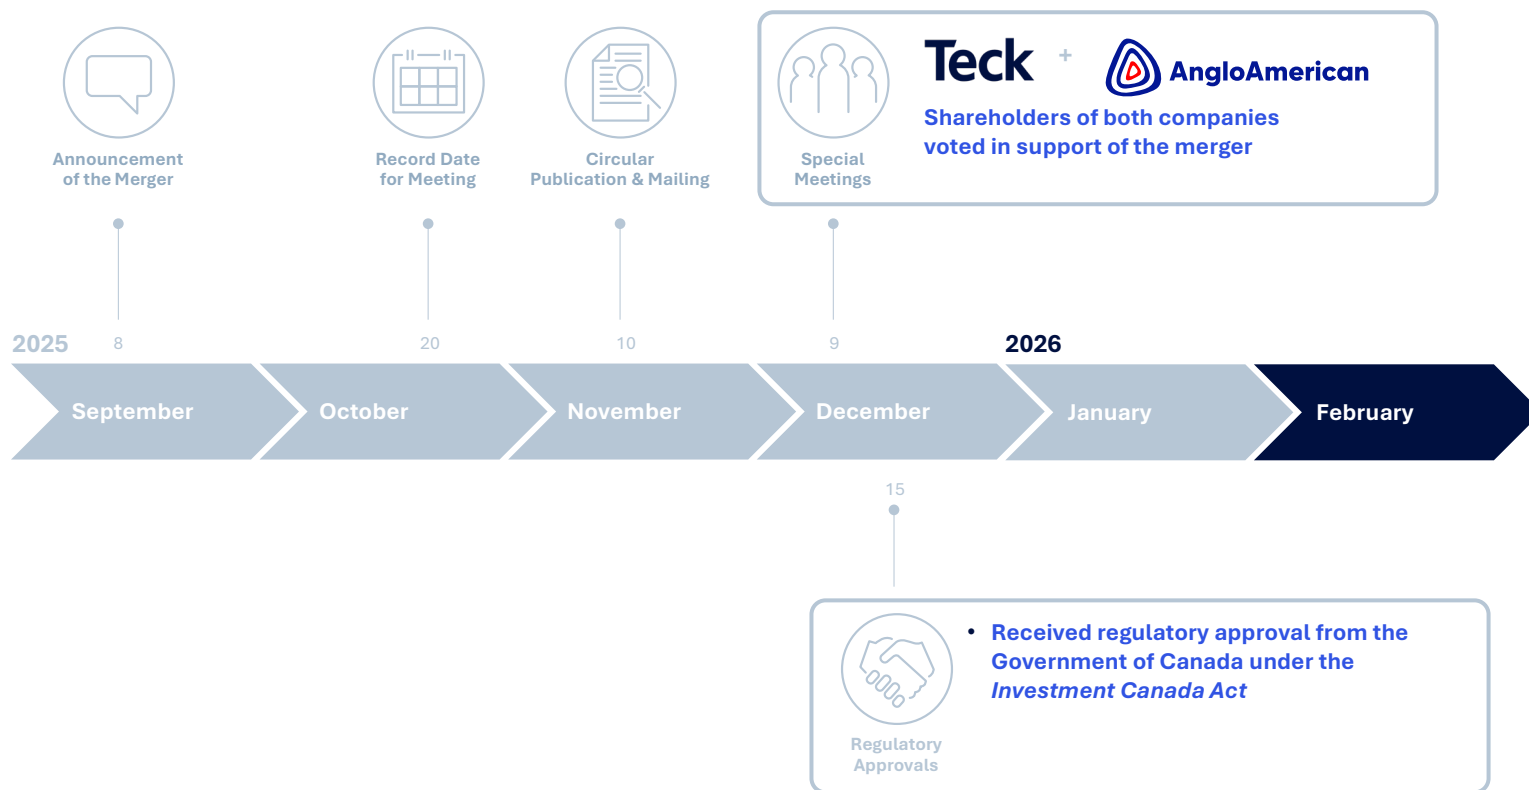 Announcement
of the Merger
Record Date
for Meeting
Circular
Publication & Mailing
Special
Meetings
Teck + AngloAmerican
Shareholders of both companies
voted in support of the merger
2025
8
20
10
9
2026
September
October
November
December
January
February
15
Regulatory
Approvals
• Received regulatory approval from the
Government of Canada under the
Investment Canada Act